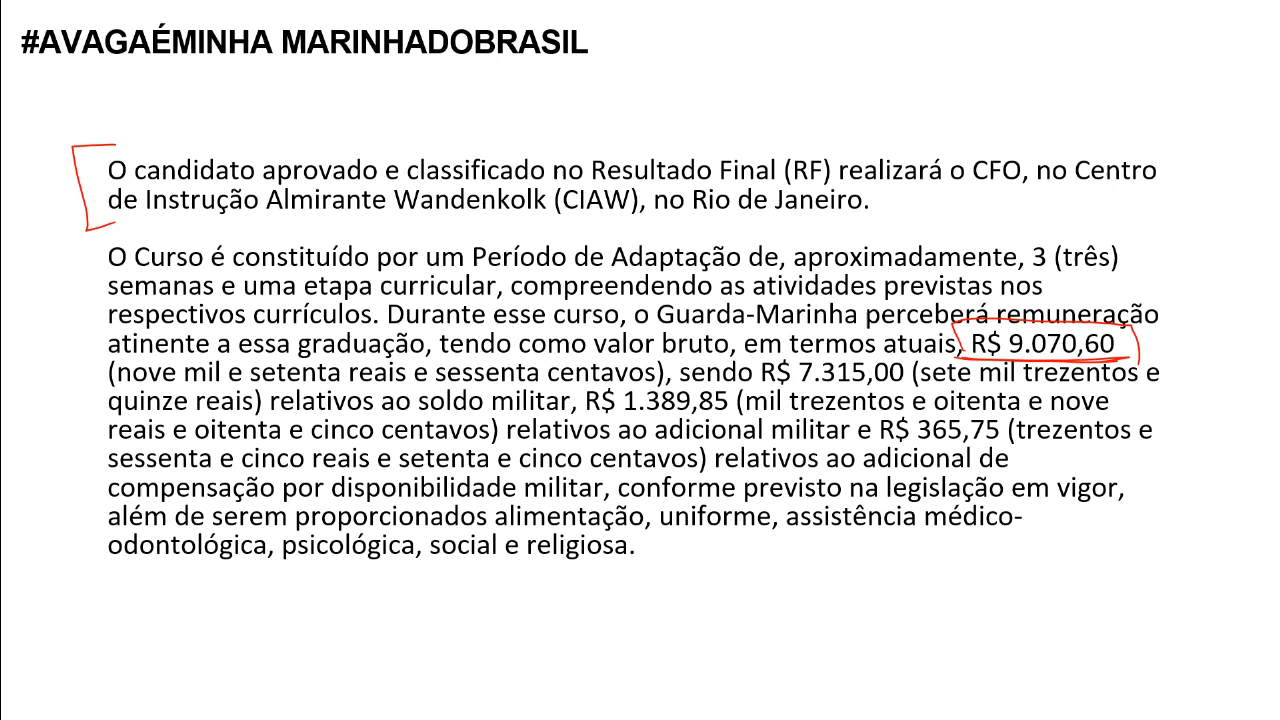 #AVAGAÉMINHA MARINHADOBRASIL
O candidato aprovado e classificado no Resultado Final (RF) realizará o CFO, no Centro
de Instrução Almirante Wandenkolk (CIAW), no Rio de Janeiro.
O Curso é constituído por um Período de Adaptação de, aproximadamente, 3 (três)
semanas e uma etapa curricular, compreendendo as atividades previstas nos
respectivos currículos. Durante esse curso, o Guarda-Marinha perceberá remuneração
atinente a essa graduação, tendo como valor bruto, em termos atuais, R$ 9.070,60
(nove mil e setenta reais e sessenta centavos), sendo R$ 7.315,00 (sete mil trezentos e
quinze reais) relativos ao soldo militar, R$ 1.389,85 (mil trezentos e oitenta e nove
reais e oitenta e cinco centavos) relativos ao adicional militar e R$ 365,75 (trezentos e
sessenta e cinco reais e setenta e cinco centavos) relativos ao adicional de
compensação por disponibilidade militar, conforme previsto na legislação em vigor,
além de serem proporcionados alimentação, uniforme, assistência médico-
odontológica, psicológica, social e religiosa.